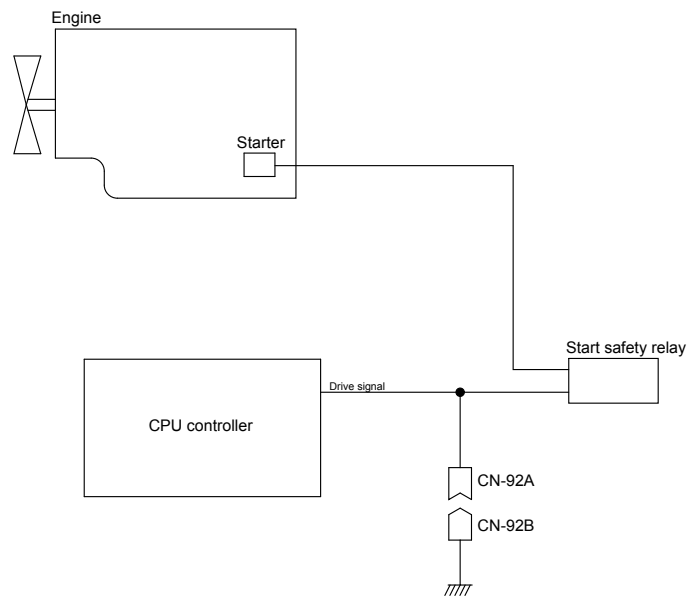 Engine
Starter
Start safety relay
Drive signal
CPU controller
CN-92A
CN-92B